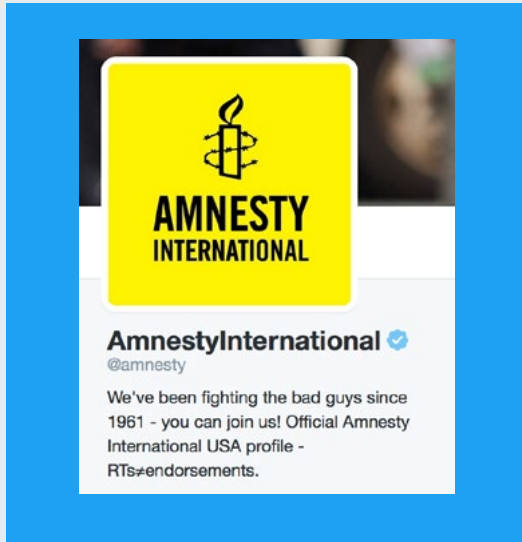 AMNESTY
INTERNATIONAL
AmnestyInternational
@amnesty
We've been fighting the bad guys since
1961 - you can join us! Official Amnesty
International USA profile -
RTs≠endorsements.